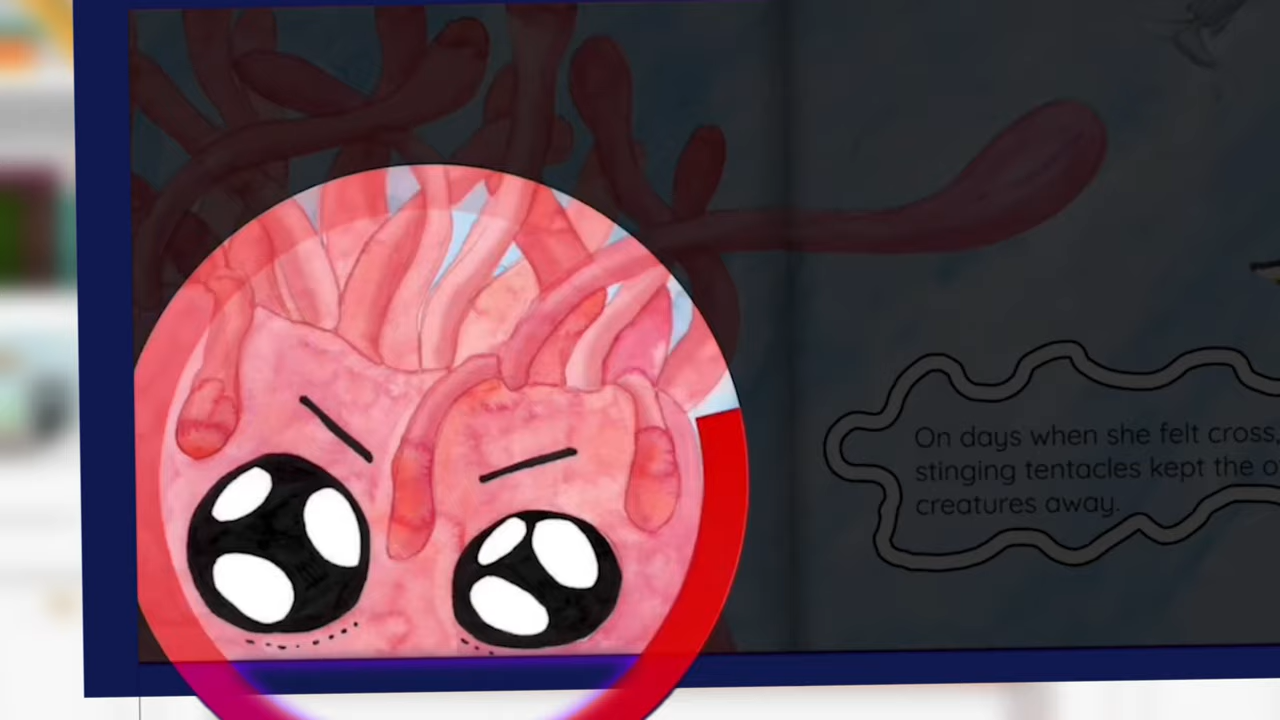 On days when she felt cross,
stinging tentacles kept the
creatures away.